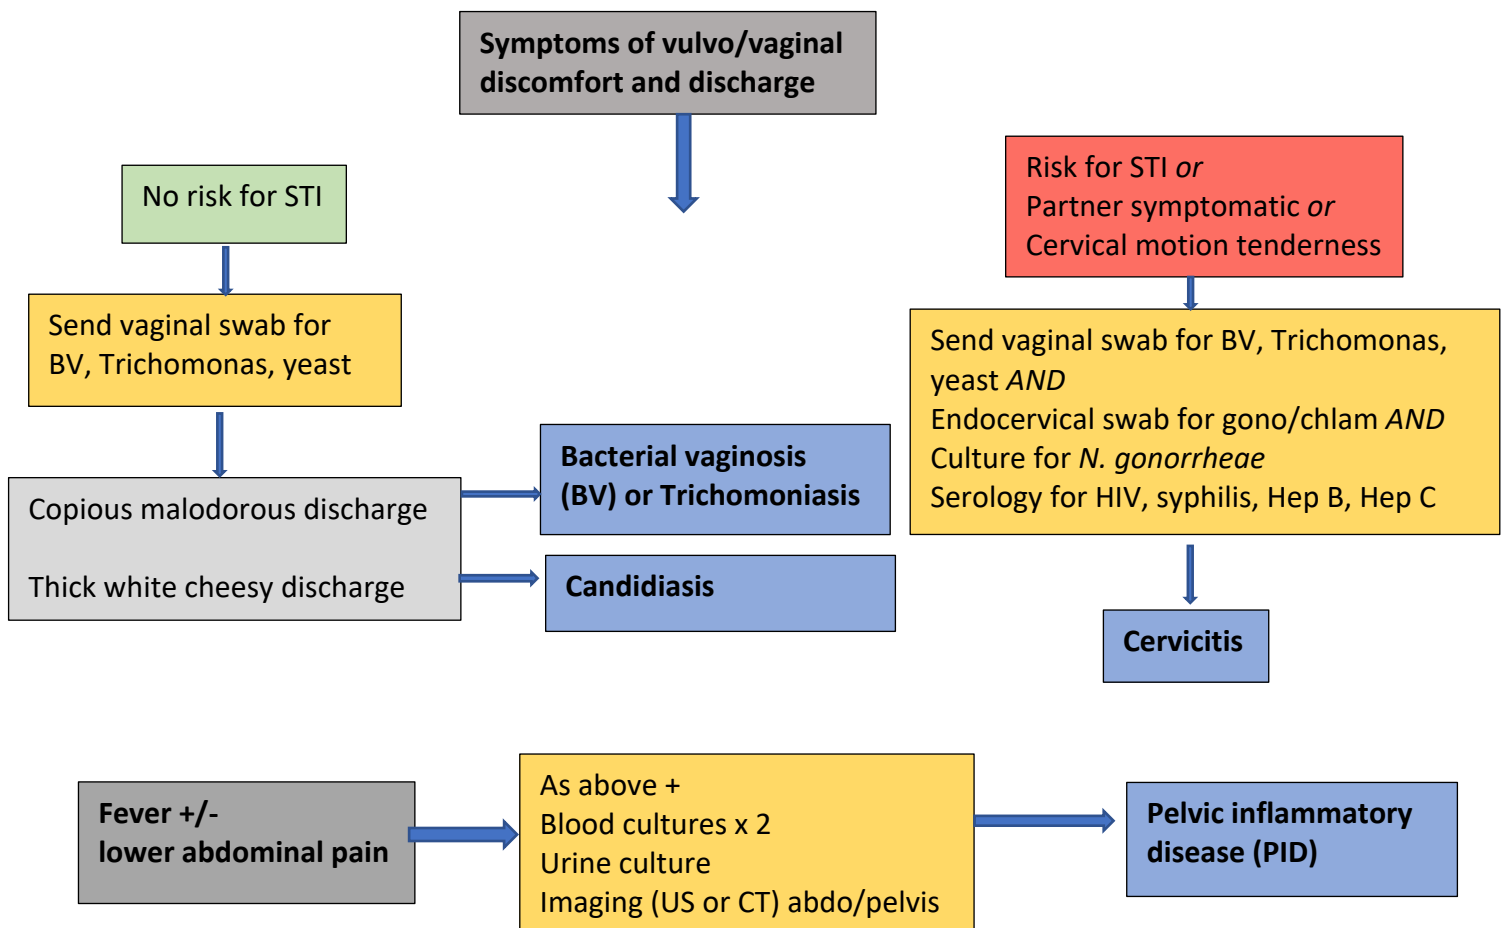 Symptoms of vulvo/vaginal
discomfort and discharge
No risk for STI
Risk for STI or
Partner symptomatic or
Cervical motion tenderness
Send vaginal swab for
BV, Trichomonas, yeast
Send vaginal swab for BV, Trichomonas,
yeast AND
Endocervical swab for gono/chlam AND
Culture for N. gonorrheae
Serology for HIV, syphilis, Hep B, Hep C
Copious malodorous discharge
Thick white cheesy discharge
Bacterial vaginosis
(BV) or Trichomoniasis
Candidiasis
Cervicitis
Fever +/-
lower abdominal pain
As above +
Blood cultures x 2
Urine culture
Imaging (US or CT) abdo/pelvis
Pelvic inflammatory
disease (PID)